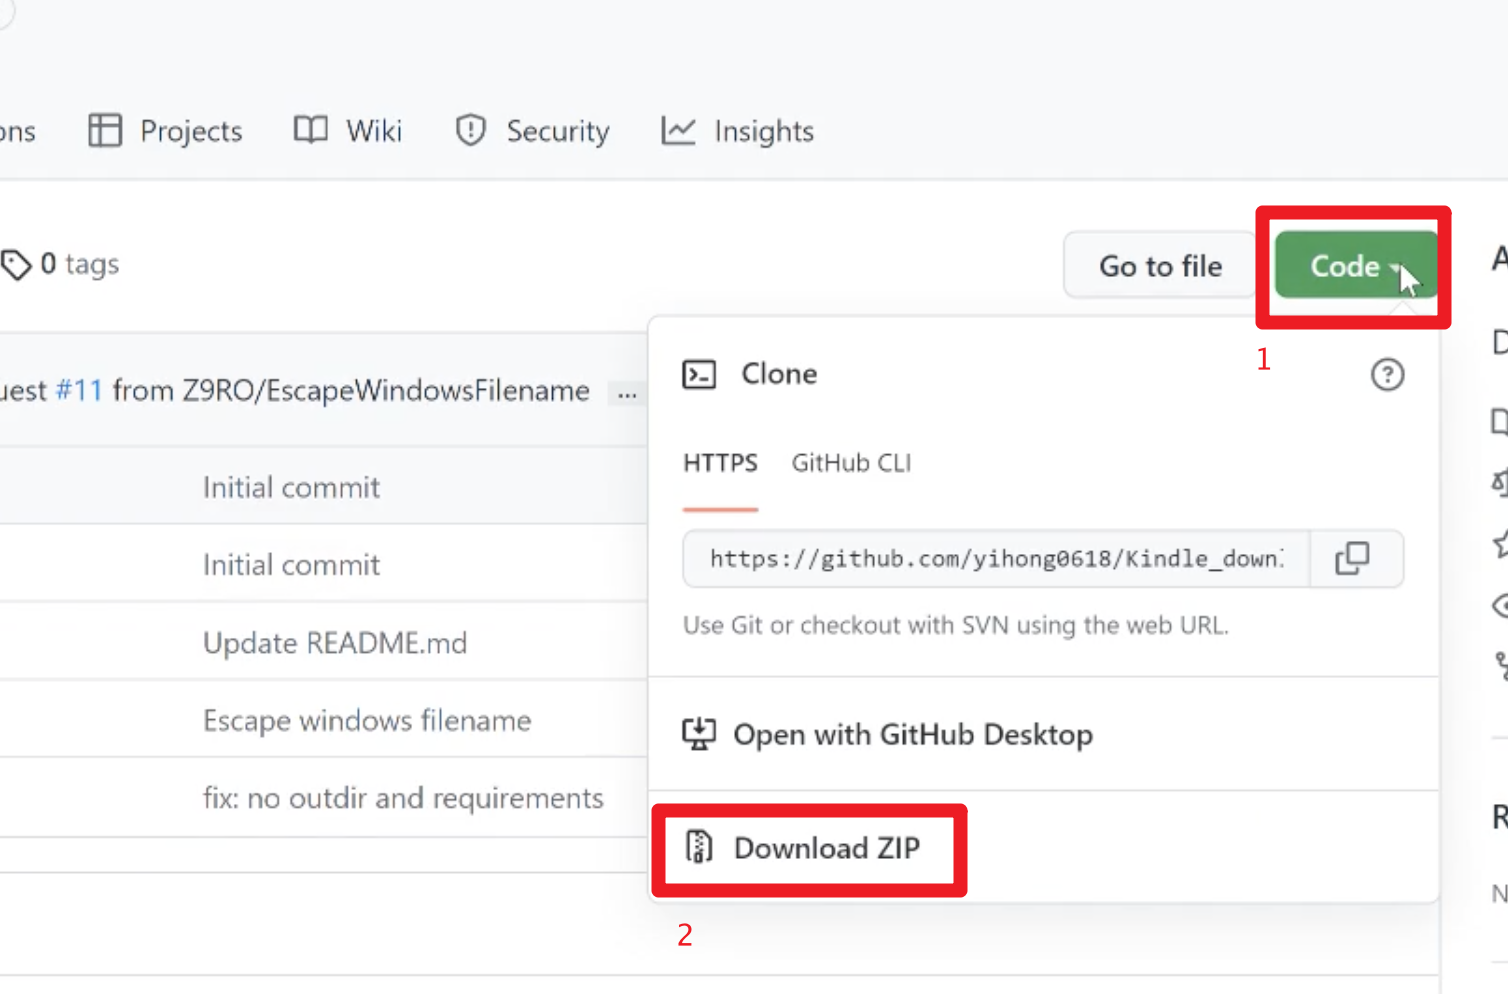 Projects
Wiki
Security
Insights
0 tags
Go to file
Code
1
#11 from Z9RO/EscapeWindowsFilename ...
Clone
HTTPS
GitHub CLI
Initial commit
https://github.com/yihong0618/Kindle_down
Initial commit
Use Git or checkout with SVN using the web URL.
Update README.md
Escape windows filename
Open with GitHub Desktop
fix: no outdir and requirements
Download ZIP
2